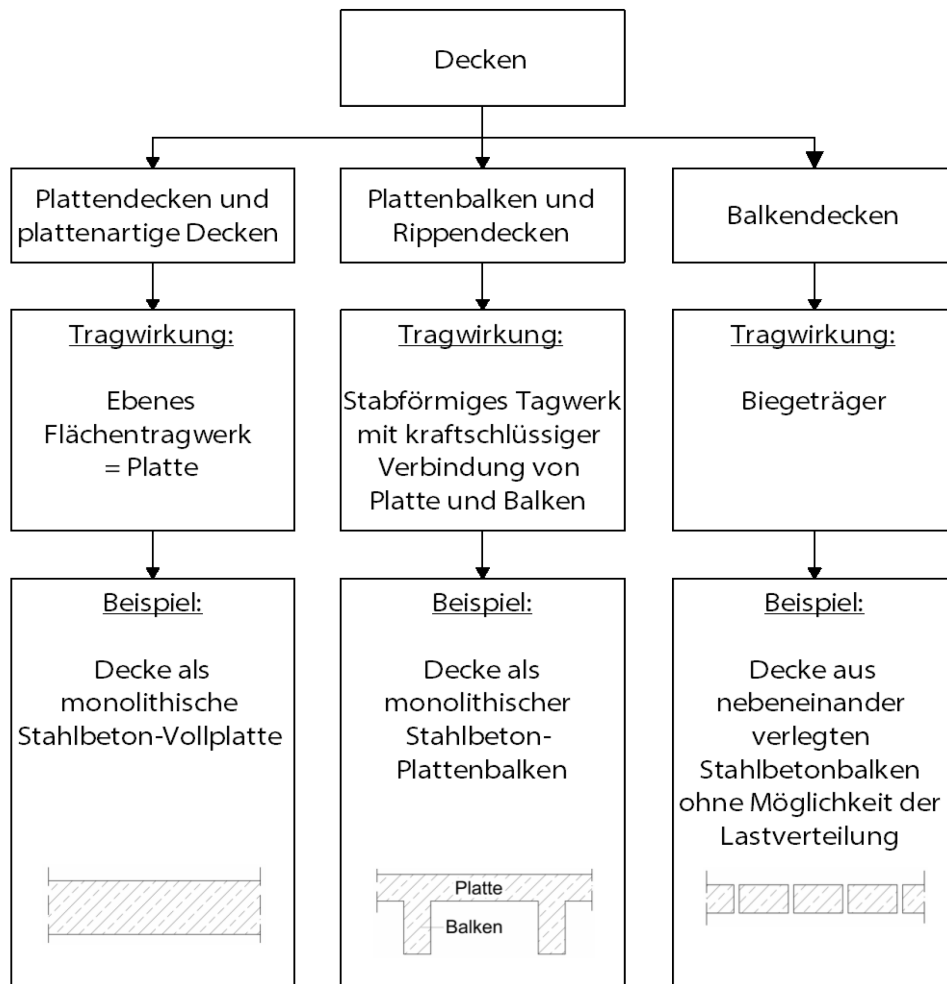 Decken
Plattendecken und
plattenartige Decken
Plattenbalken und
Rippendecken
Balkendecken
Tragwirkung:
Ebenes
Flächentragwerk
= Platte
Tragwirkung:
Stabförmiges Tagwerk
mit kraftschlüssiger
Verbindung von
Platte und Balken
Tragwirkung:
Biegeträger
Beispiel:
Decke als
monolithische
Stahlbeton-Vollplatte
Beispiel:
Decke als
monolithischer
Stahlbeton-
Plattenbalken
Platte
Balken
Beispiel:
Decke aus
nebeneinander
verlegten
Stahlbetonbalken
ohne Möglichkeit der
Lastverteilung